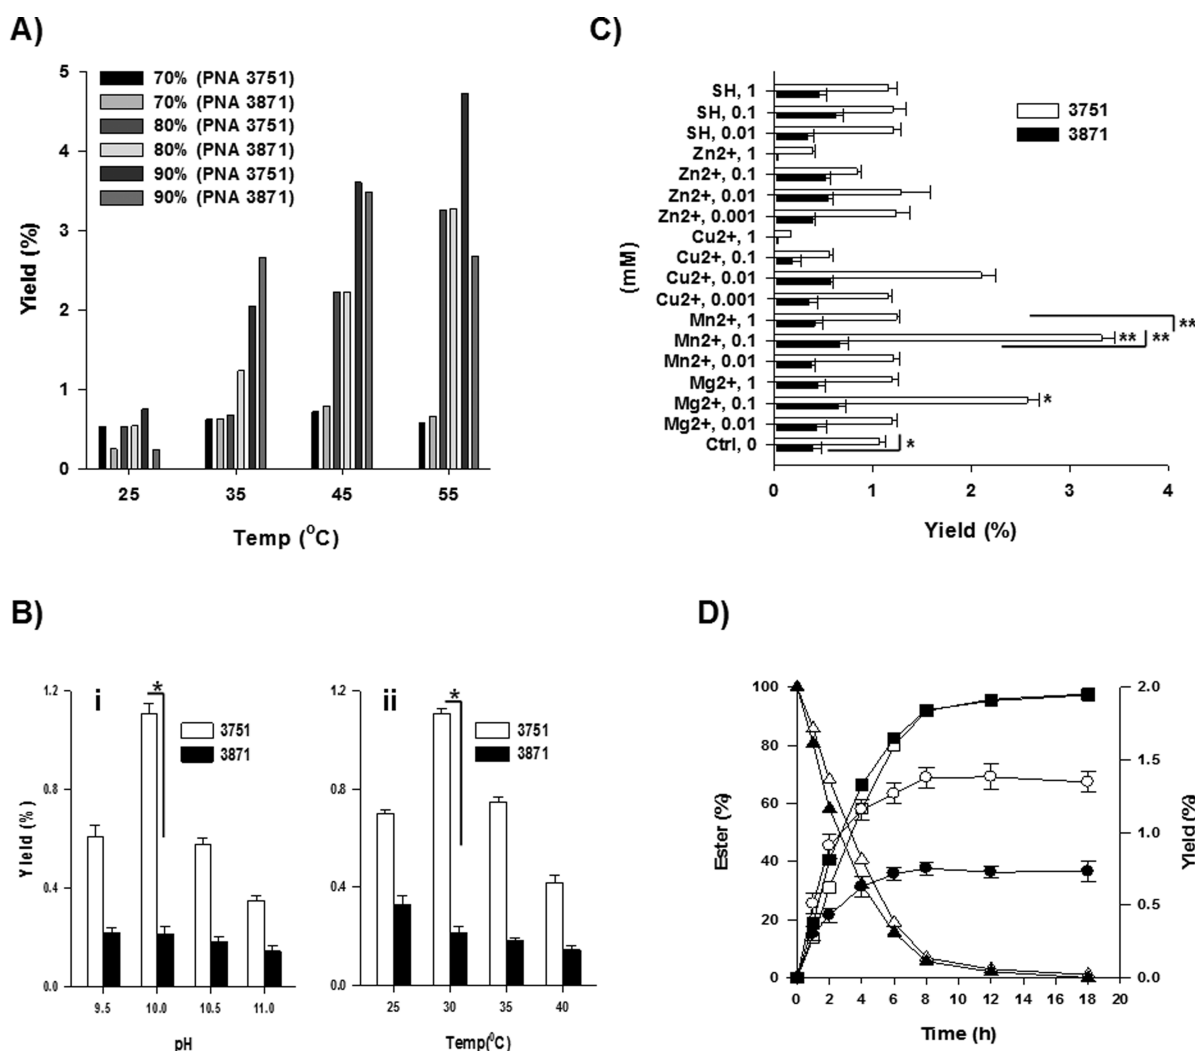 A)
5
4
3
2
1
0
Yield (%)
70% (PNA 3751)
70% (PNA 3871)
80% (PNA 3751)
80% (PNA 3871)
90% (PNA 3751)
90% (PNA 3871)
25 35 45 55
Temp (°C)
C)
(mM)
SH, 1
SH, 0.1
SH, 0.01
Zn2+, 1
Zn2+, 0.1
Zn2+, 0.01
Zn2+, 0.001
Cu2+, 1
Cu2+, 0.1
Cu2+, 0.01
Cu2+, 0.001
Mn2+, 1
Mn2+, 0.1
Mn2+, 0.01
Mg2+, 1
Mg2+, 0.1
Mg2+, 0.01
Ctrl, 0
3751
3871
**
** **
*
*
0 1 2 3 4
Yield (%)
B)
i
*
3751
3871
1.2
0.8
0.4
0.0
Yield (%)
9.5 10.0 10.5 11.0
pH
ii
*
3751
3871
1.2
0.8
0.4
0.0
25 30 35 40
Temp(°C)
D)
100
80
60
40
20
0
Ester (%)
2.0
1.5
1.0
0.5
0.0
Yield (%)
0 2 4 6 8 10 12 14 16 18 20
Time (h)